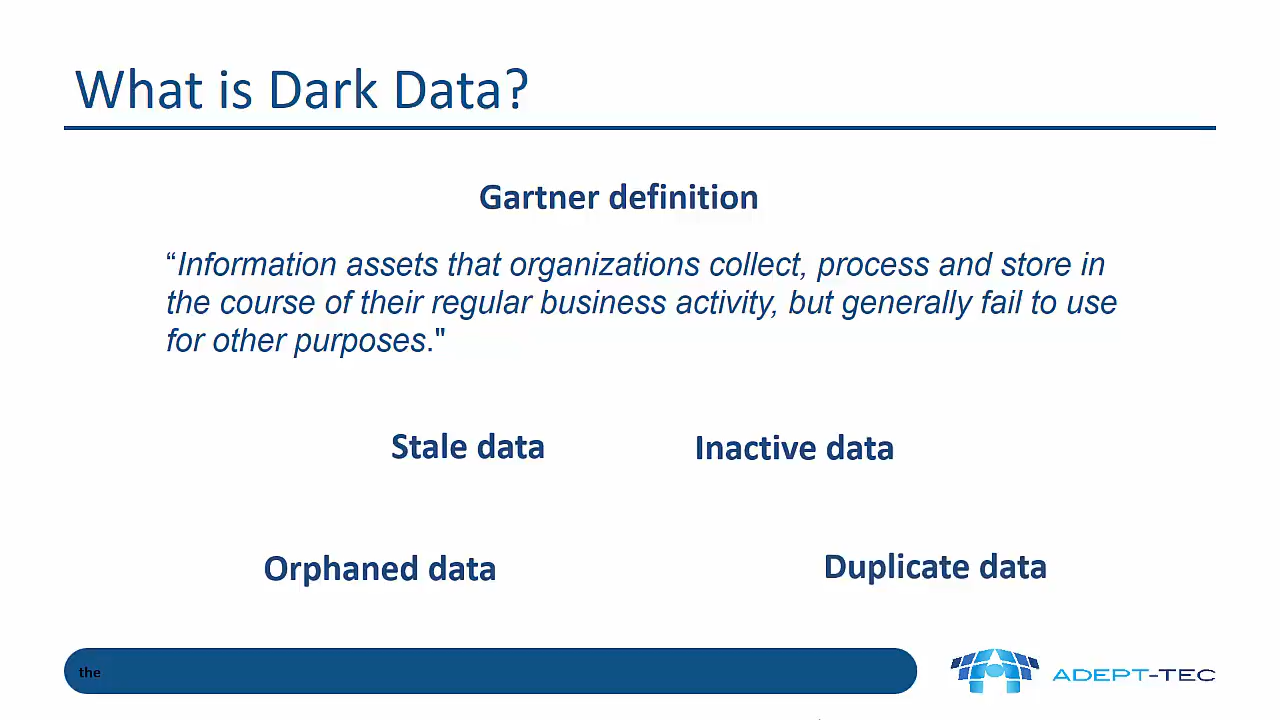 What is Dark Data?
Gartner definition
“Information assets that organizations collect, process and store in
the course of their regular business activity, but generally fail to use
for other purposes."
Stale data
Inactive data
Orphaned data
Duplicate data
the
ADEPT-TEC